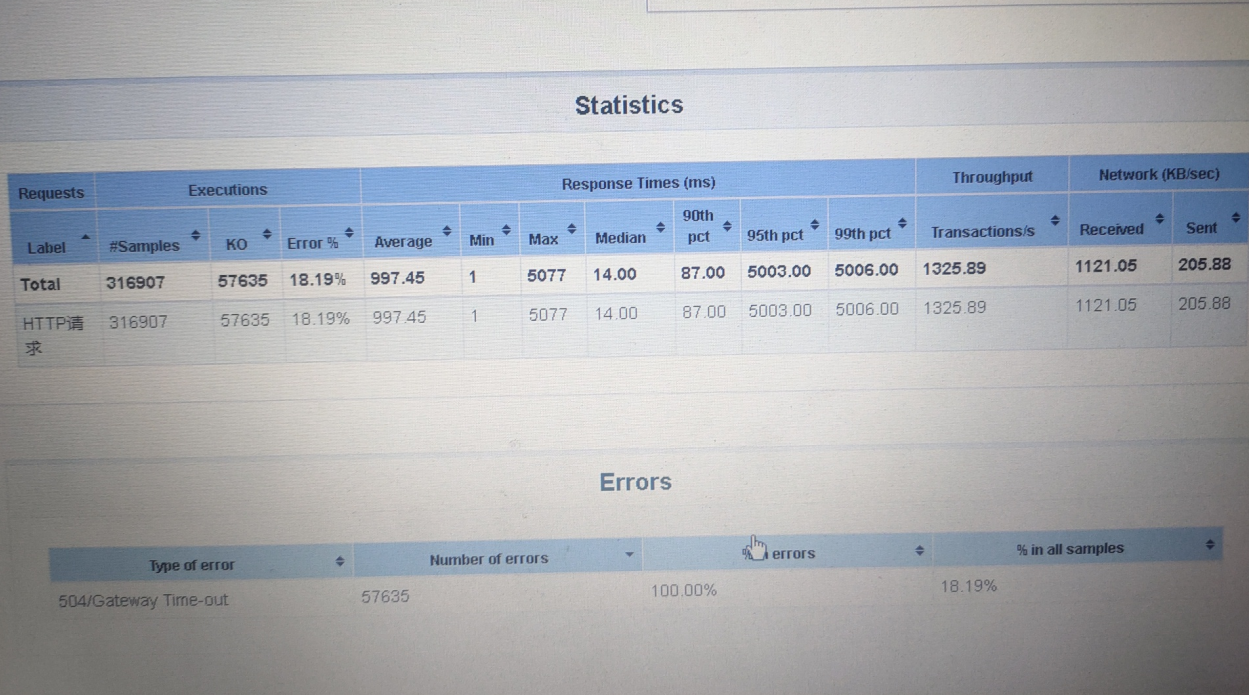 Statistics
Requests Executions Response Times (ms) Throughput Network (KB/sec)
Label #Samples KO Error % Average Min Max Median 90th pct 95th pct 99th pct Transactions/s Received Sent
Total 316907 57635 18.19% 997.45 1 5077 14.00 87.00 5003.00 5006.00 1325.89 1121.05 205.88
HTTP请求 316907 57635 18.19% 997.45 1 5077 14.00 87.00 5003.00 5006.00 1325.89 1121.05 205.88
Errors
Type of error Number of errors % errors % in all samples
504/Gateway Time-out 57635 100.00% 18.19%